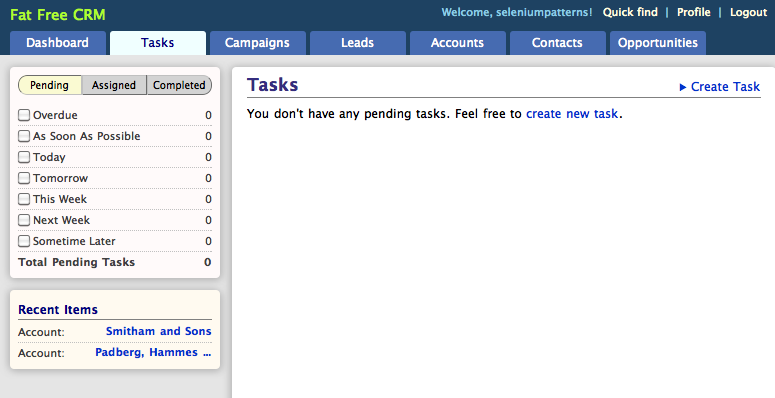 Fat Free CRM
Welcome, seleniumpatterns! Quick find | Profile | Logout
Dashboard Tasks Campaigns Leads Accounts Contacts Opportunities
Pending Assigned Completed
Overdue 0
As Soon As Possible 0
Today 0
Tomorrow 0
This Week 0
Next Week 0
Sometime Later 0
Total Pending Tasks 0
Recent Items
Account: Smitham and Sons
Account: Padberg, Hammes ...
Tasks
Create Task
You don't have any pending tasks. Feel free to create new task.